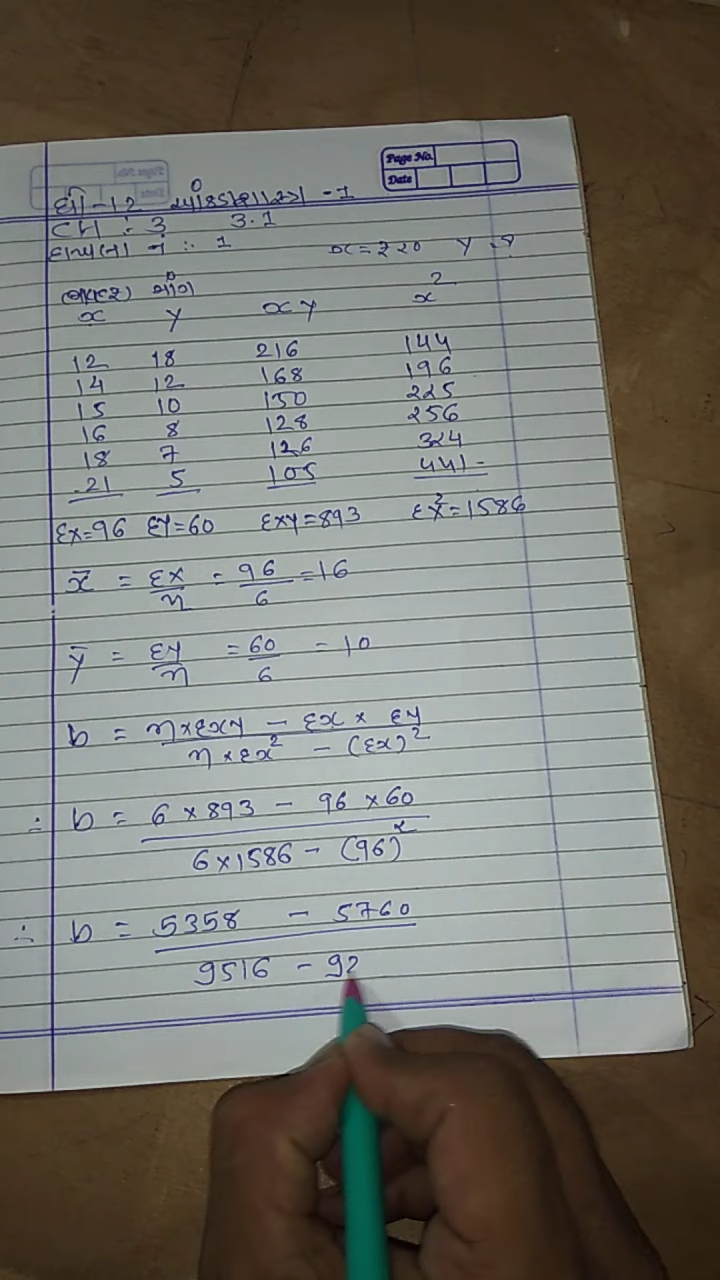 Page No.
Date
ધો-12 આંકડાશાસ્ત્ર-1
CH : 3 3.1
દાખલા નં : 1 x = 20 Y = ?
x y xy x²
12 18 216 144
14 12 168 196
15 10 150 225
16 8 128 256
18 7 126 324
21 5 105 441
Σx=96 Σy=60 Σxy=893 Σx²=1586
x̄ = Σx/n = 96/6 = 16
ȳ = Σy/n = 60/6 = 10
b = n×Σxy - Σx × Σy / n×Σx² - (Σx)²
∴ b = 6×893 - 96×60 / 6×1586 - (96)²
∴ b = 5358 - 5760 / 9516 - 92